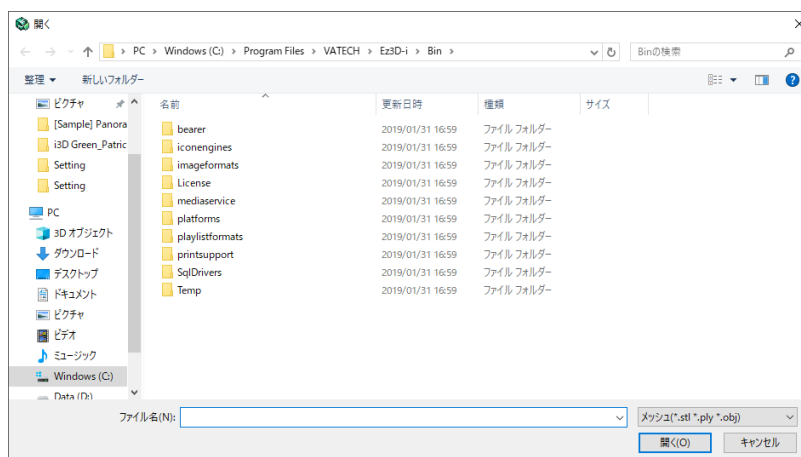 開く
PC > Windows (C:) > Program Files > VATECH > Ez3D-i > Bin >
Binの検索
整理 新しいフォルダー
名前 更新日時 種類 サイズ
ピクチャ
[Sample] Panora
i3D Green_Patric
Setting
Setting
PC
3D オブジェクト
ダウンロード
デスクトップ
ドキュメント
ピクチャ
ビデオ
ミュージック
Windows (C:)
Data (D:)
bearer 2019/01/31 16:59 ファイル フォルダー
iconengines 2019/01/31 16:59 ファイル フォルダー
imageformats 2019/01/31 16:59 ファイル フォルダー
License 2019/01/31 16:59 ファイル フォルダー
mediaservice 2019/01/31 16:59 ファイル フォルダー
platforms 2019/01/31 16:59 ファイル フォルダー
playlistformats 2019/01/31 16:59 ファイル フォルダー
printsupport 2019/01/31 16:59 ファイル フォルダー
SqlDrivers 2019/01/31 16:59 ファイル フォルダー
Temp 2019/01/31 16:59 ファイル フォルダー
ファイル名(N):
メッシュ(*.stl *.ply *.obj)
開く(O) キャンセル